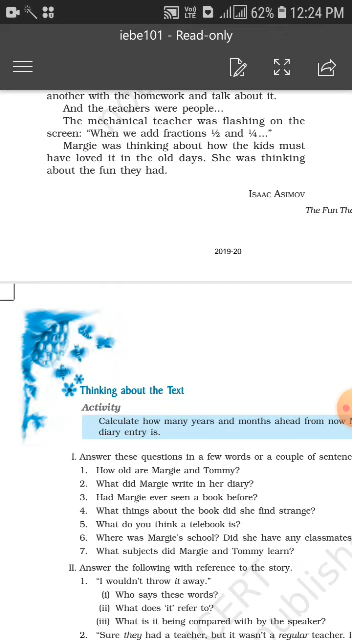 62% 12:24 PM
iebe101 - Read-only
another with the homework and talk about it.
And the teachers were people...
The mechanical teacher was flashing on the
screen: “When we add fractions ½ and ¼...”
Margie was thinking about how the kids must
have loved it in the old days. She was thinking
about the fun they had.
ISAAC ASIMOV
The Fun The
2019-20
Thinking about the Text
Activity
Calculate how many years and months ahead from now
diary entry is.
I. Answer these questions in a few words or a couple of sentenc
1. How old are Margie and Tommy?
2. What did Margie write in her diary?
3. Had Margie ever seen a book before?
4. What things about the book did she find strange?
5. What do you think a telebook is?
6. Where was Margie's school? Did she have any classmates
7. What subjects did Margie and Tommy learn?
II. Answer the following with reference to the story.
1. “I wouldn't throw it away.”
(i) Who says these words?
(ii) What does 'it' refer to?
(iii) What is it being compared with by the speaker?
2. “Sure they had a teacher, but it wasn't a regular teacher.